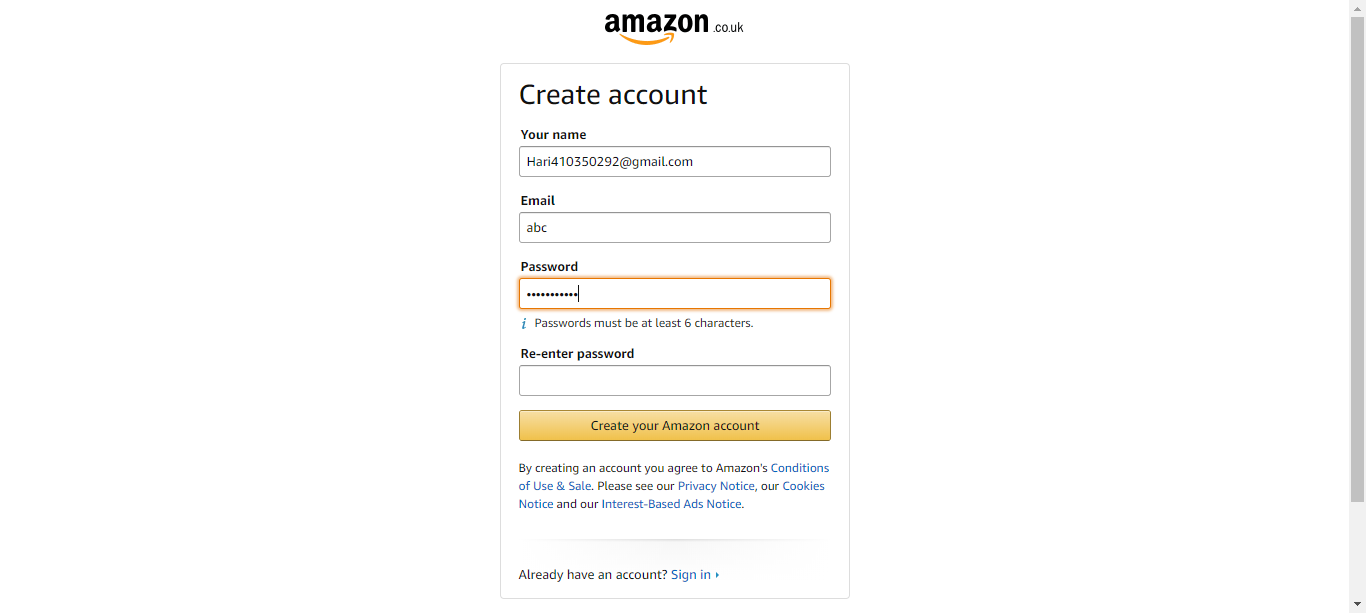 amazon.co.uk
Create account
Your name
Hari410350292@gmail.com
Email
abc
Password
•••••••••••
i Passwords must be at least 6 characters.
Re-enter password
Create your Amazon account
By creating an account you agree to Amazon's Conditions
of Use & Sale. Please see our Privacy Notice, our Cookies
Notice and our Interest-Based Ads Notice.
Already have an account? Sign in